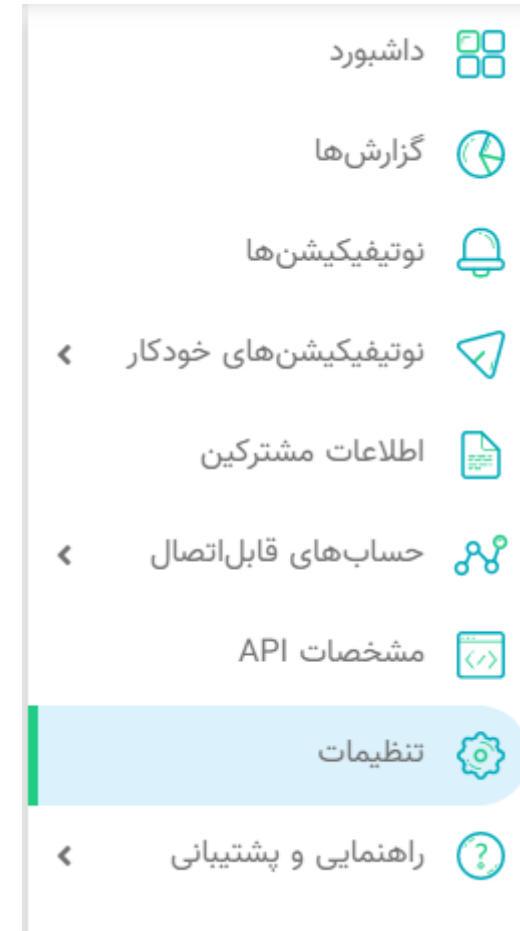 داشبورد
گزارش‌ها
نوتیفیکیشن‌ها
نوتیفیکیشن‌های خودکار
اطلاعات مشترکین
حساب‌های قابل‌اتصال
مشخصات API
تنظیمات
راهنمایی و پشتیبانی